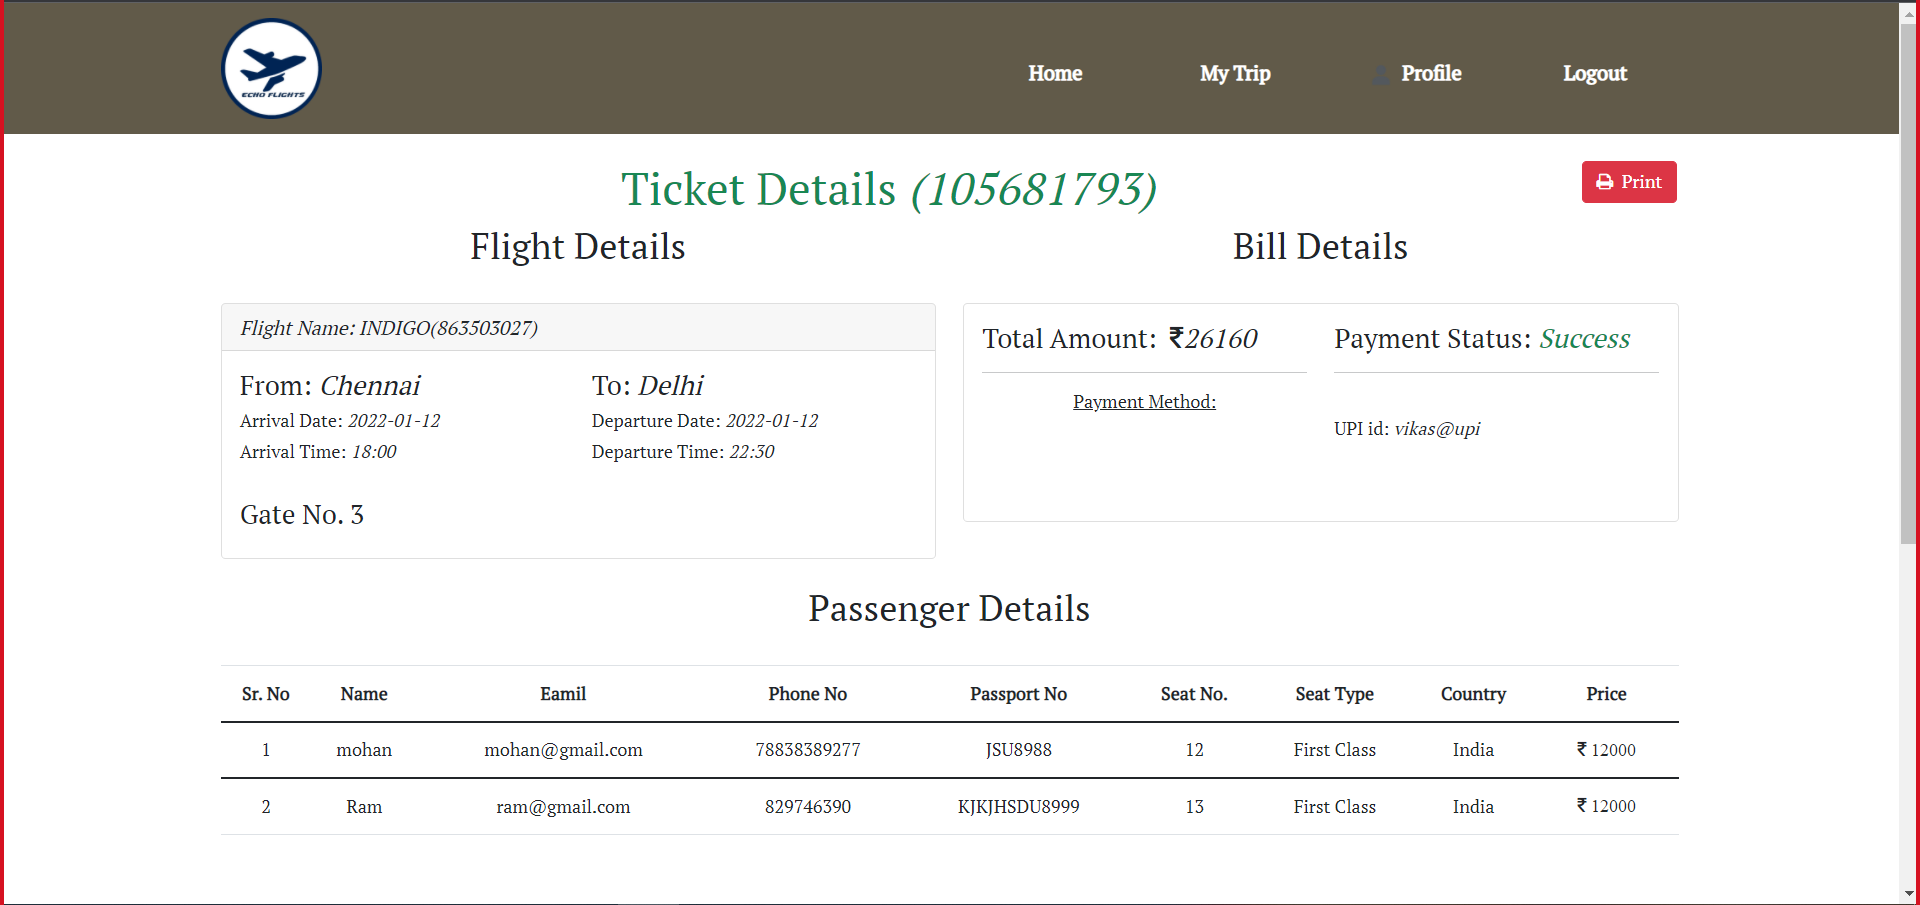 ECHO FLIGHTS
Home My Trip Profile Logout
Ticket Details (105681793)
Print
Flight Details
Bill Details
Flight Name: INDIGO(863503027)
From: Chennai
To: Delhi
Arrival Date: 2022-01-12
Departure Date: 2022-01-12
Arrival Time: 18:00
Departure Time: 22:30
Gate No. 3
Total Amount: ₹26160
Payment Status: Success
Payment Method:
UPI id: vikas@upi
Passenger Details
Sr. No Name Eamil Phone No Passport No Seat No. Seat Type Country Price
1 mohan mohan@gmail.com 78838389277 JSU8988 12 First Class India ₹ 12000
2 Ram ram@gmail.com 829746390 KJKJHSDU8999 13 First Class India ₹ 12000